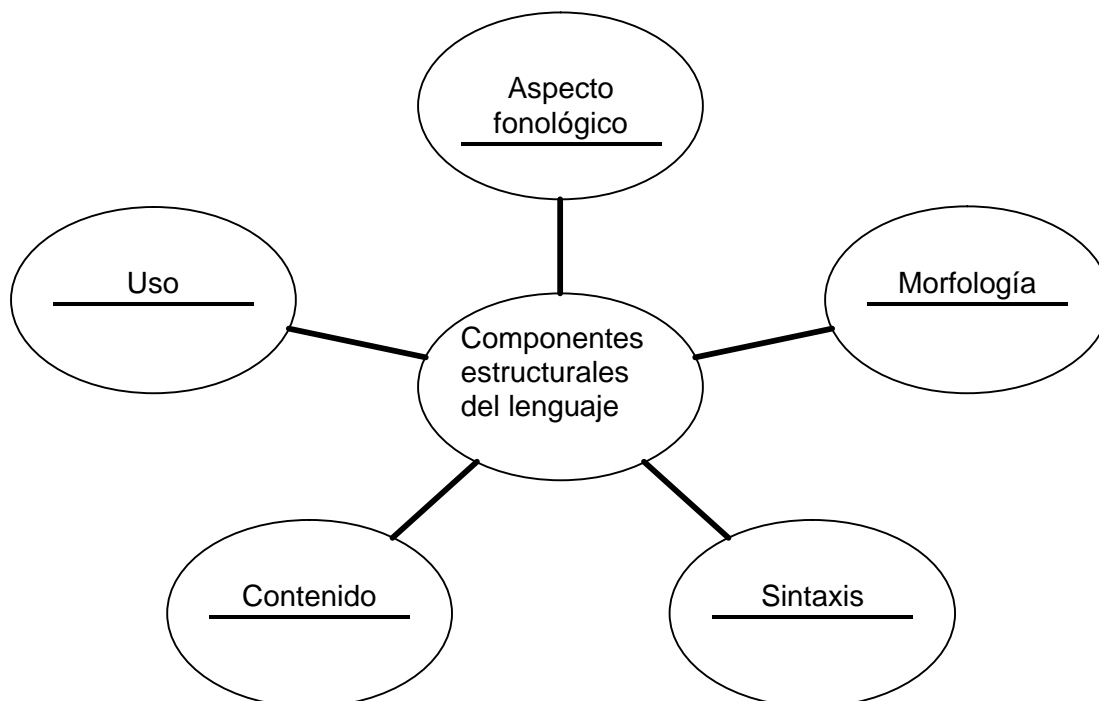 Aspecto
fonológico
Uso
Morfología
Componentes
estructurales
del lenguaje
Contenido
Sintaxis